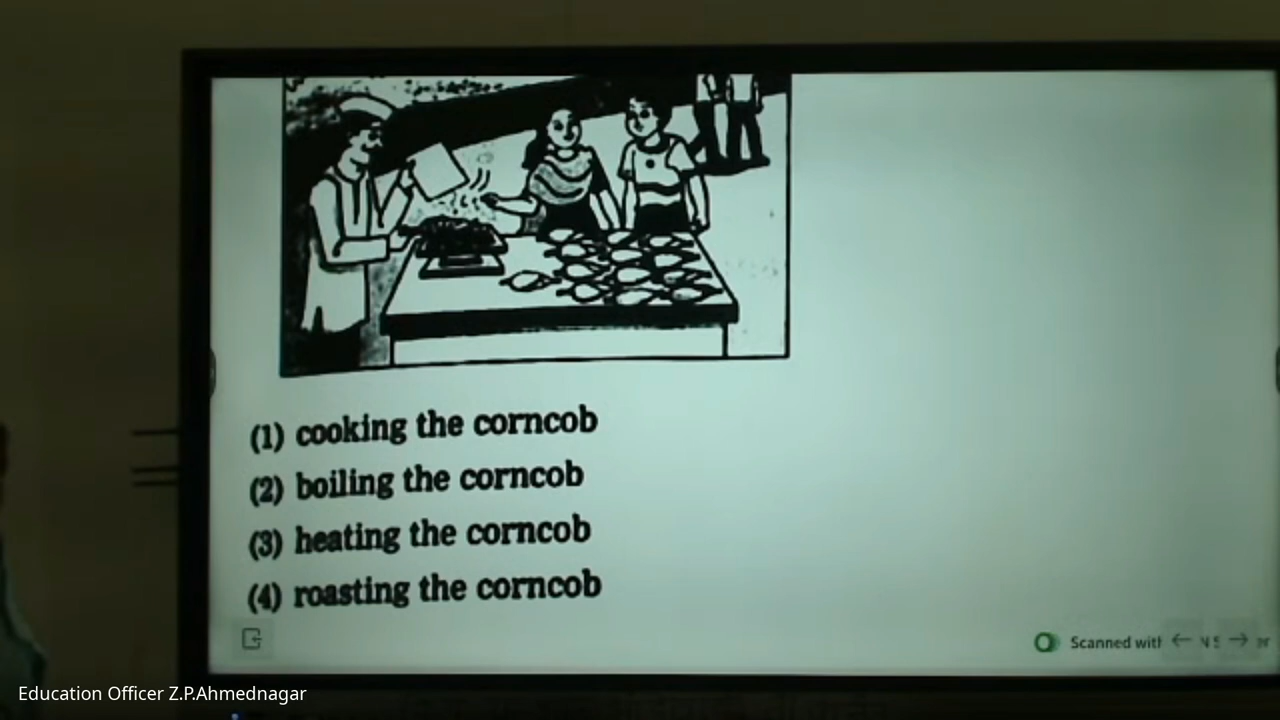 (1) cooking the corncob
(2) boiling the corncob
(3) heating the corncob
(4) roasting the corncob
Scanned with
Education Officer Z.P.Ahmednagar